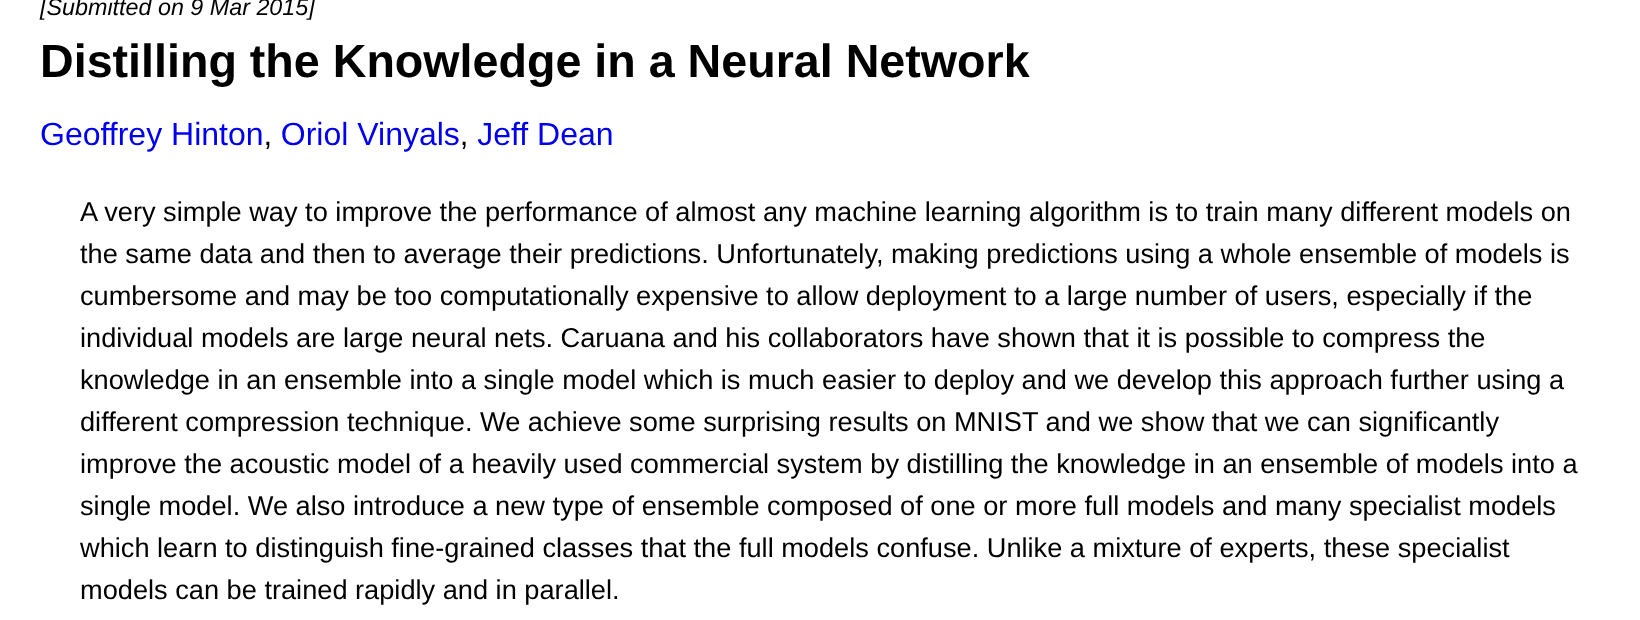 [Submitted on 9 Mar 2015]
Distilling the Knowledge in a Neural Network
Geoffrey Hinton, Oriol Vinyals, Jeff Dean
A very simple way to improve the performance of almost any machine learning algorithm is to train many different models on
the same data and then to average their predictions. Unfortunately, making predictions using a whole ensemble of models is
cumbersome and may be too computationally expensive to allow deployment to a large number of users, especially if the
individual models are large neural nets. Caruana and his collaborators have shown that it is possible to compress the
knowledge in an ensemble into a single model which is much easier to deploy and we develop this approach further using a
different compression technique. We achieve some surprising results on MNIST and we show that we can significantly
improve the acoustic model of a heavily used commercial system by distilling the knowledge in an ensemble of models into a
single model. We also introduce a new type of ensemble composed of one or more full models and many specialist models
which learn to distinguish fine-grained classes that the full models confuse. Unlike a mixture of experts, these specialist
models can be trained rapidly and in parallel.